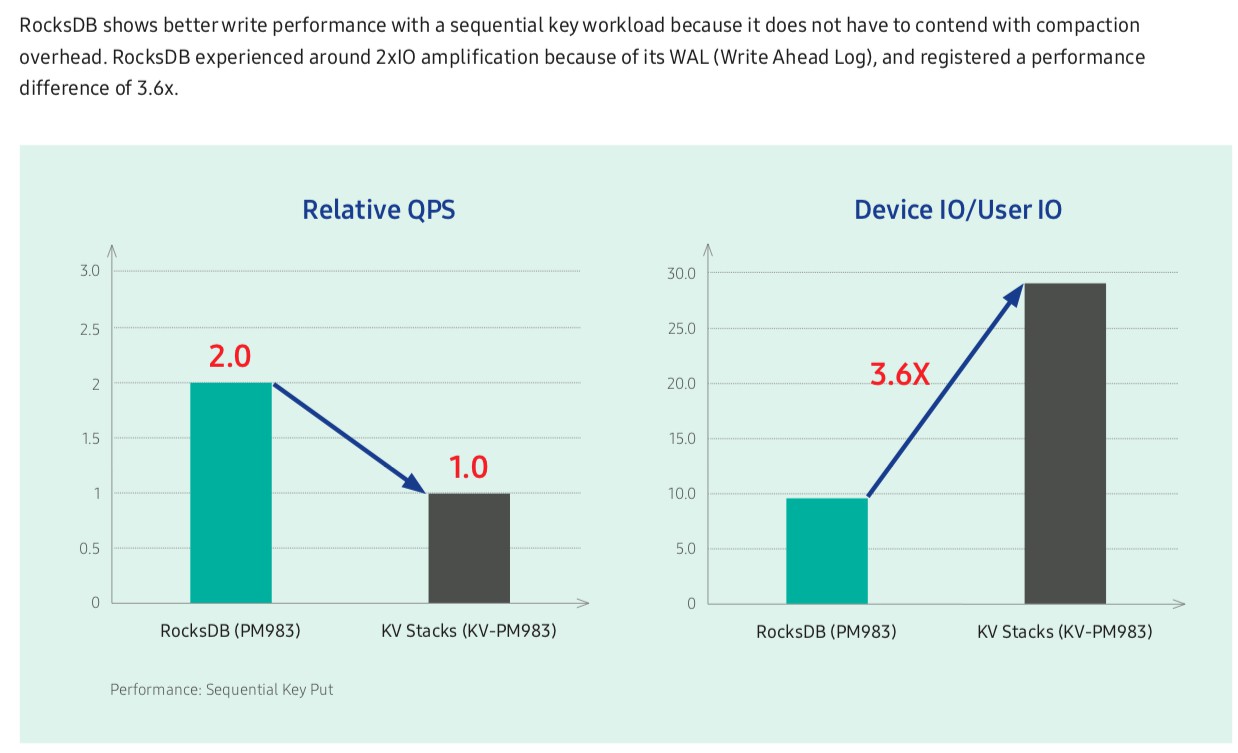 RocksDB shows better write performance with a sequential key workload because it does not have to contend with compaction
overhead. RocksDB experienced around 2xIO amplification because of its WAL (Write Ahead Log), and registered a performance
difference of 3.6x.
Relative QPS
3.0
2.5
2
1.5
1
0.5
0
2.0
1.0
RocksDB (PM983)
KV Stacks (KV-PM983)
Performance: Sequential Key Put
Device IO/User IO
30.0
25.0
20.0
15.0
10.0
5.0
0
3.6X
RocksDB (PM983)
KV Stacks (KV-PM983)